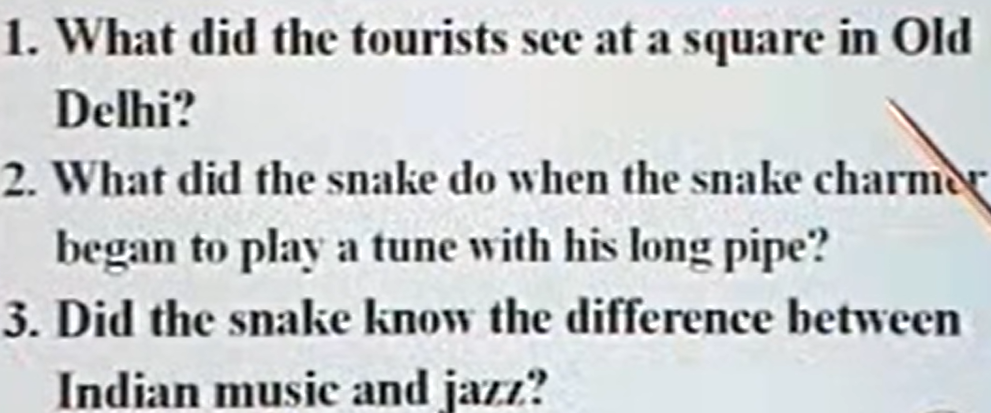 1. What did the tourists see at a square in Old
Delhi?
2. What did the snake do when the snake charmer
began to play a tune with his long pipe?
3. Did the snake know the difference between
Indian music and jazz?